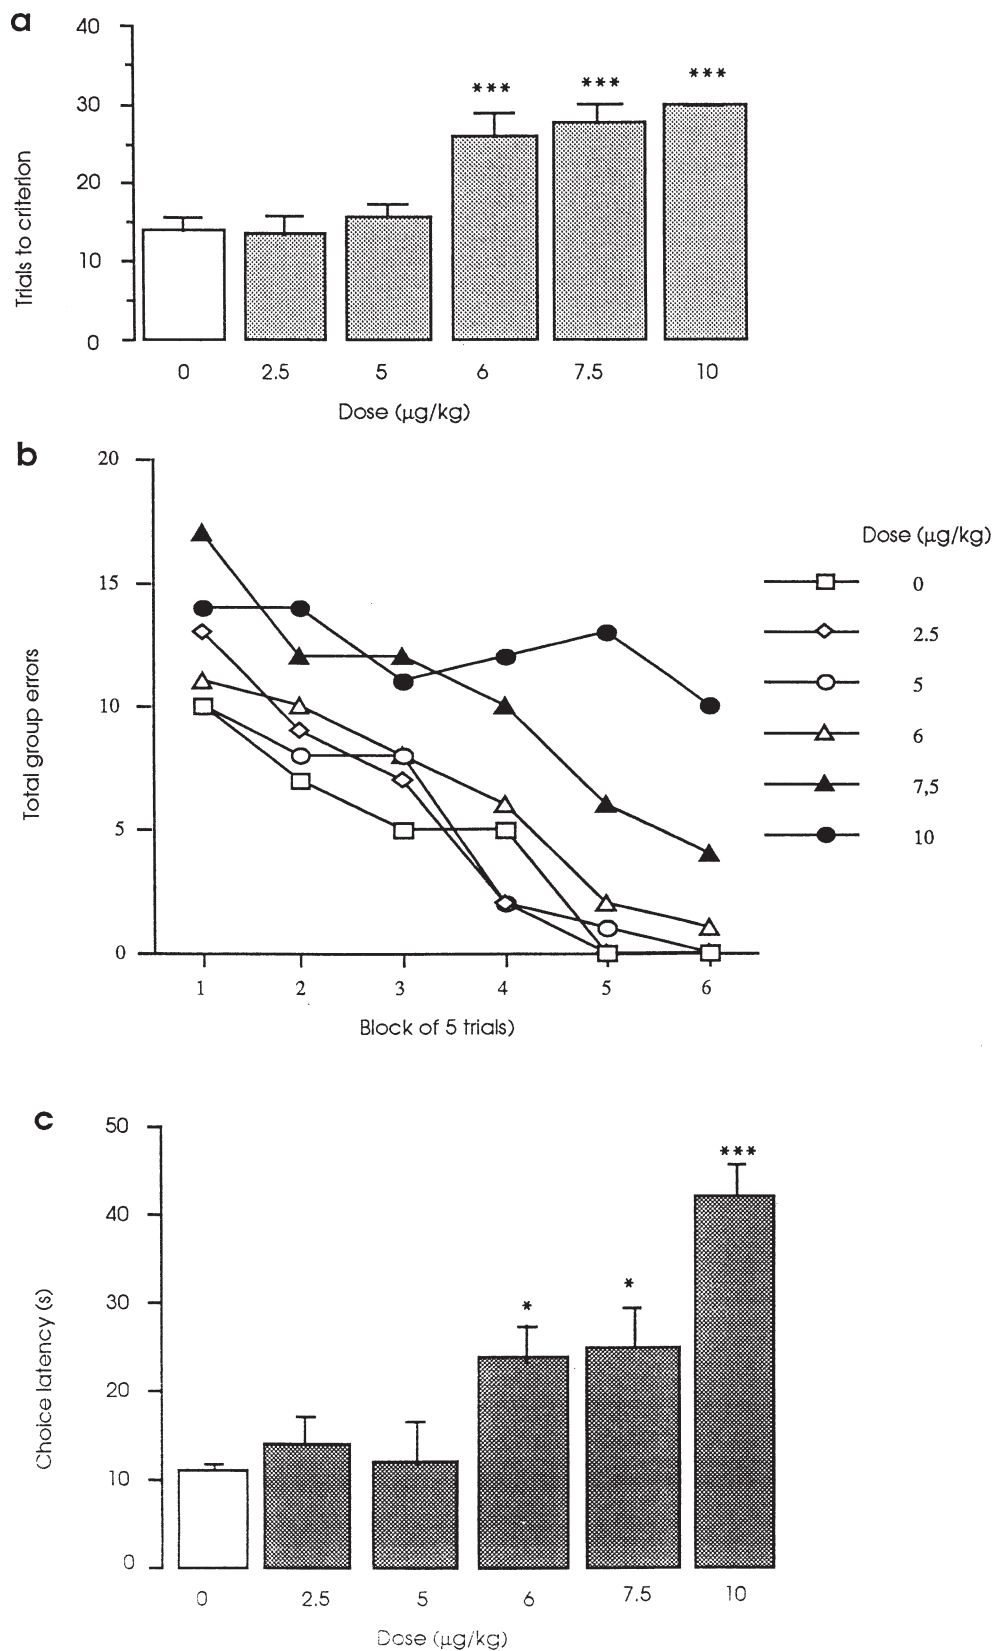 a
40
30
20
10
0
Trials to criterion
*** *** ***
0 2.5 5 6 7.5 10
Dose (µg/kg)
b
20
15
10
5
0
Total group errors
1 2 3 4 5 6
Block of 5 trials)
Dose (µg/kg)
0
2.5
5
6
7,5
10
c
50
40
30
20
10
0
Choice latency (s)
* * ***
0 2.5 5 6 7.5 10
Dose (µg/kg)